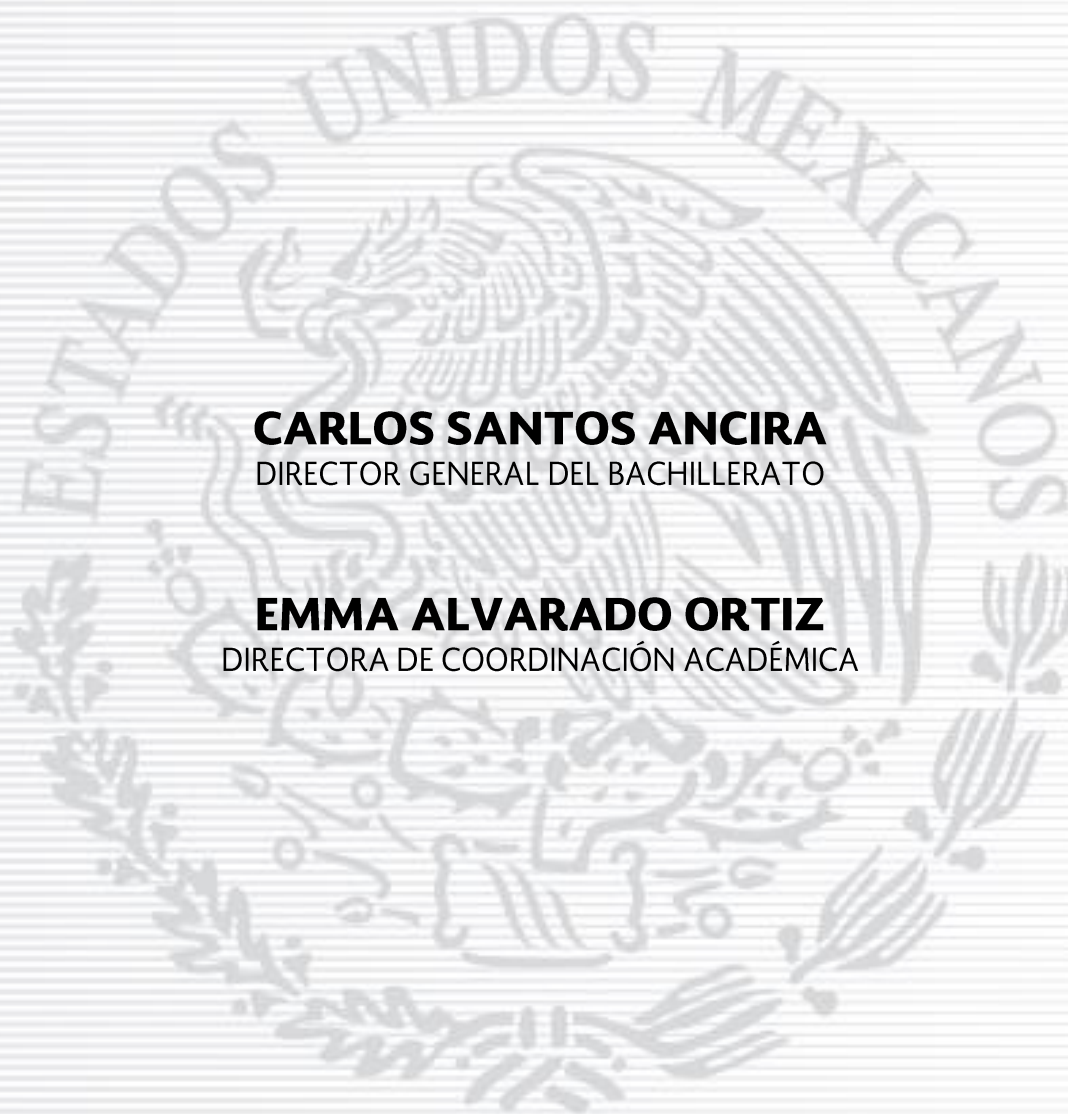 ESTADOS UNIDOS MEXICANOS
CARLOS SANTOS ANCIRA
DIRECTOR GENERAL DEL BACHILLERATO
EMMA ALVARADO ORTIZ
DIRECTORA DE COORDINACIÓN ACADÉMICA